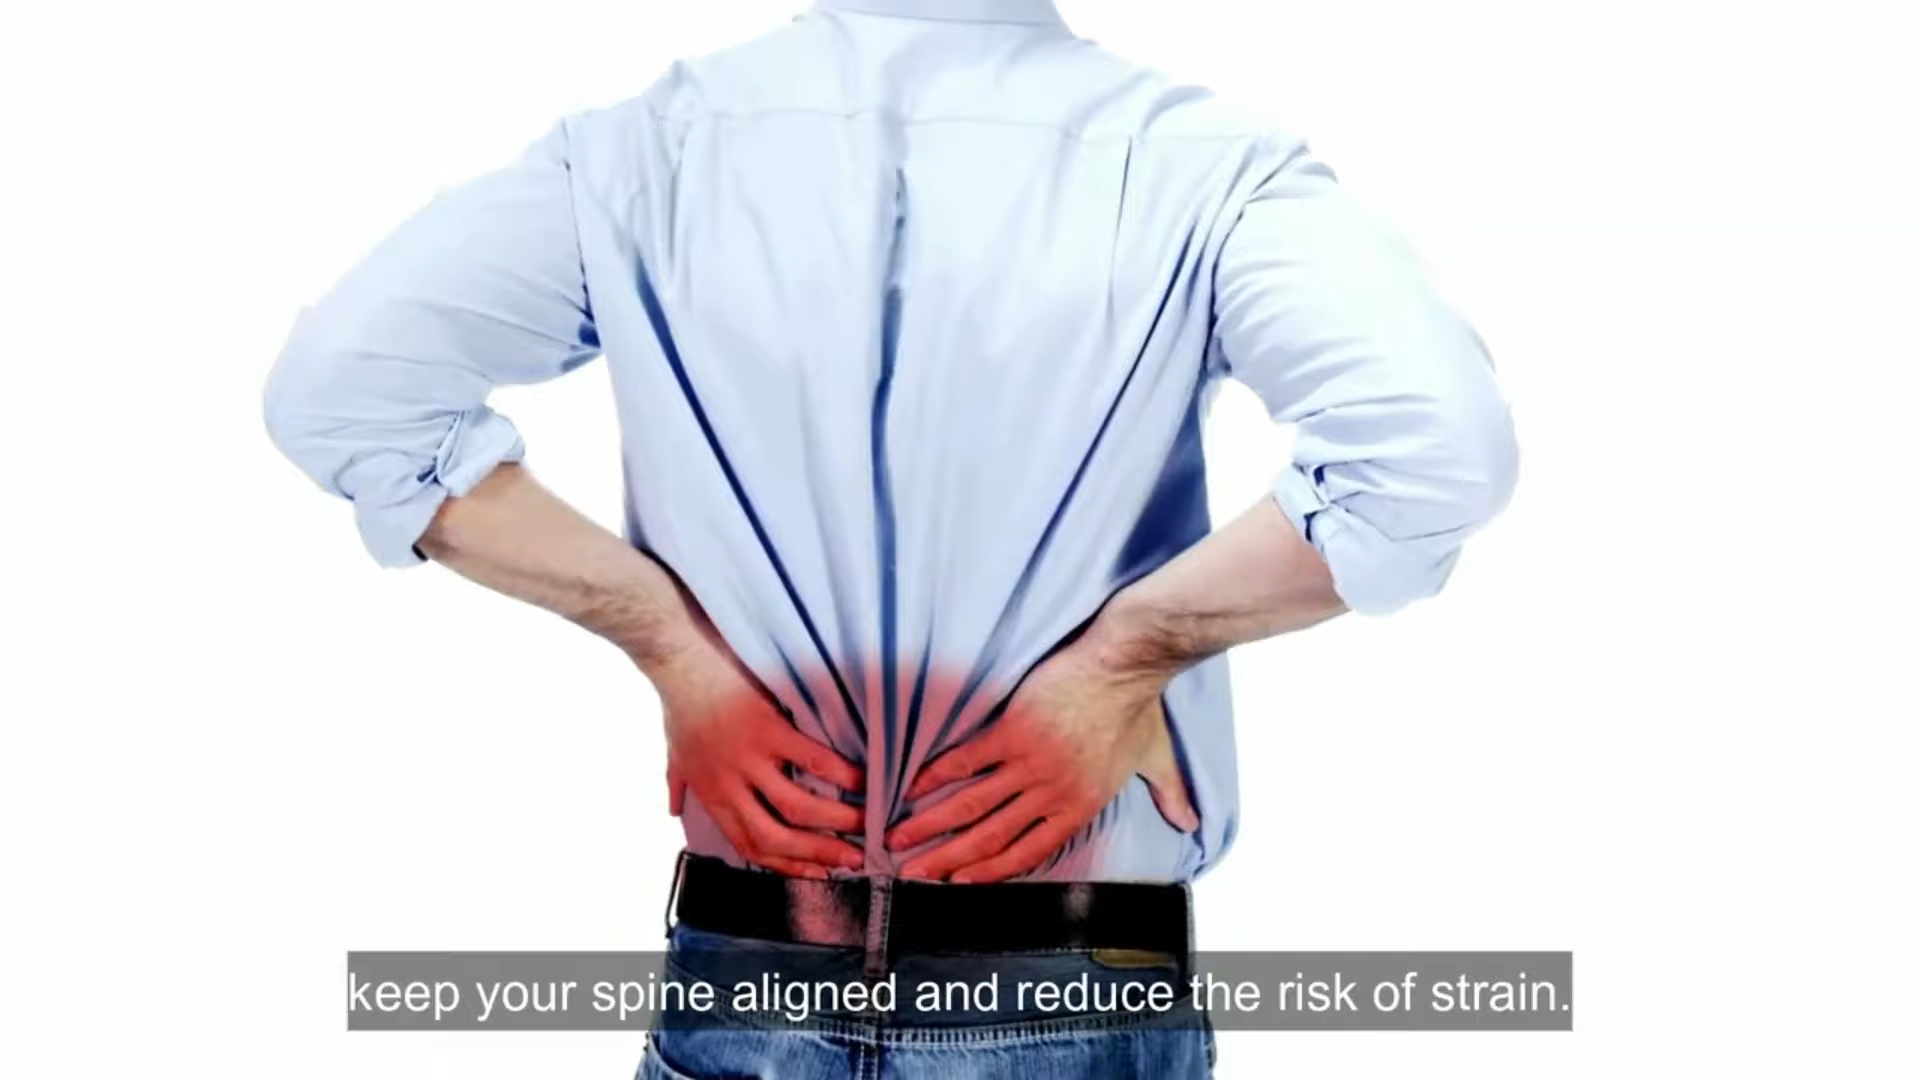 keep your spine aligned and reduce the risk of strain.